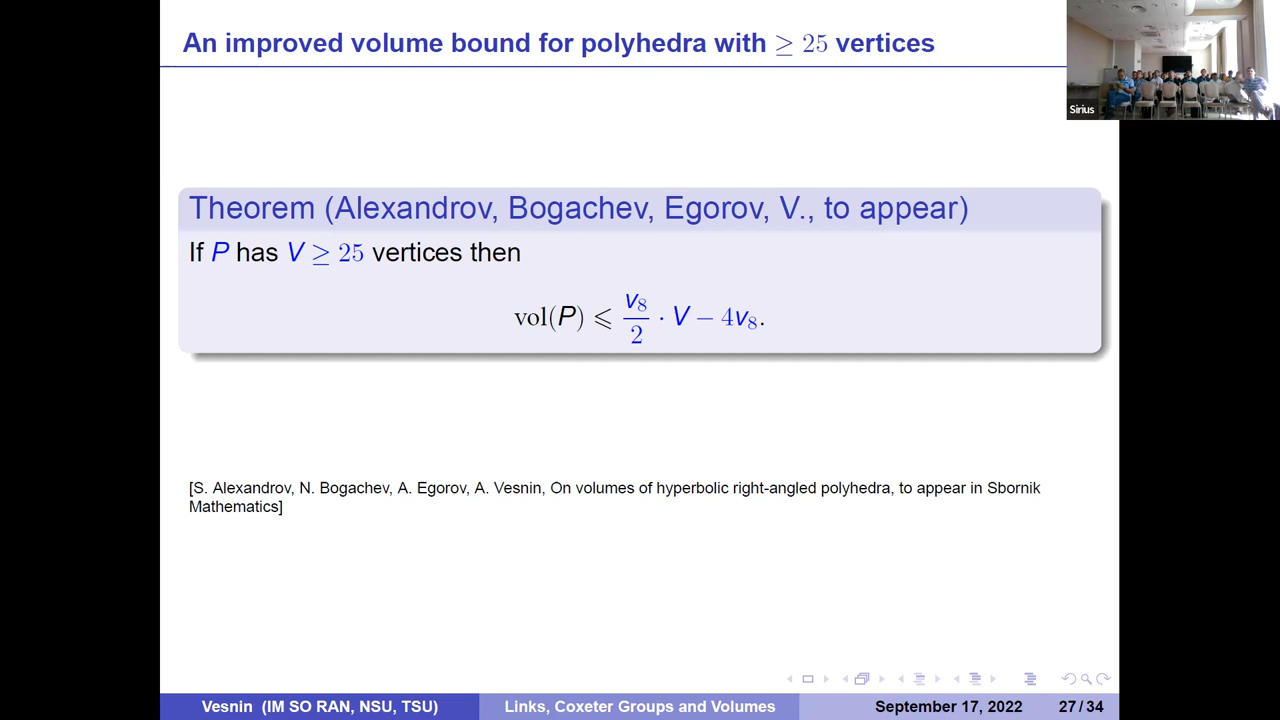 An improved volume bound for polyhedra with ≥ 25 vertices
Sirius
Theorem (Alexandrov, Bogachev, Egorov, V., to appear)
If P has V ≥ 25 vertices then
vol(P) ⩽ v₈/2 · V − 4v₈.
[S. Alexandrov, N. Bogachev, A. Egorov, A. Vesnin, On volumes of hyperbolic right-angled polyhedra, to appear in Sbornik
Mathematics]
Vesnin (IM SO RAN, NSU, TSU) Links, Coxeter Groups and Volumes September 17, 2022 27 / 34